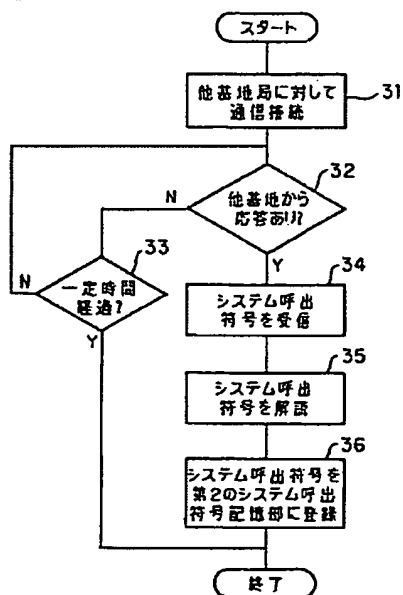 スタート
他基地局に対して
通信接続
31
32
他基地から
応答あり?
N
Y
33
一定時間
経過?
N
Y
34
システム呼出
符号を受信
35
システム呼出
符号を解読
36
システム呼出符号を
第2のシステム呼出
符号記憶部に登録
終了